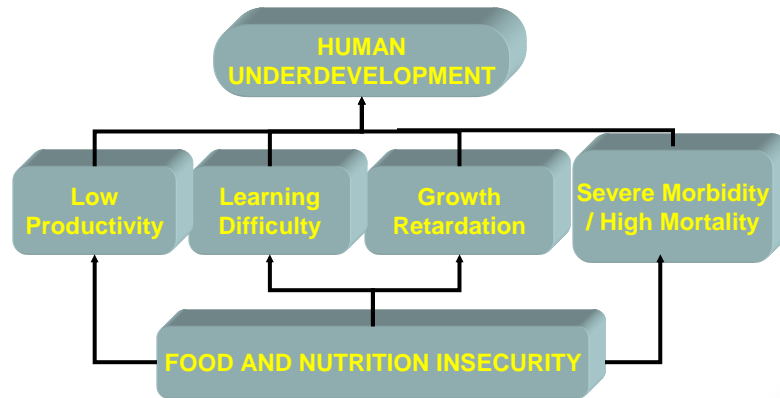 HUMAN
UNDERDEVELOPMENT
Low
Productivity
Learning
Difficulty
Growth
Retardation
Severe Morbidity
/ High Mortality
FOOD AND NUTRITION INSECURITY